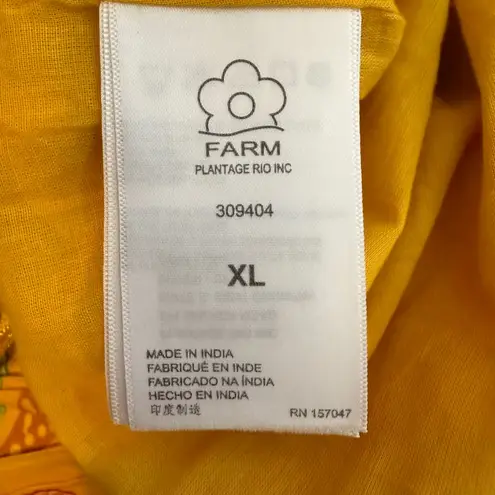 FARM
PLANTAGE RIO INC
309404
XL
MADE IN INDIA
FABRIQUÉ EN INDE
FABRICADO NA ÍNDIA
HECHO EN INDIA
印度制造
RN 157047